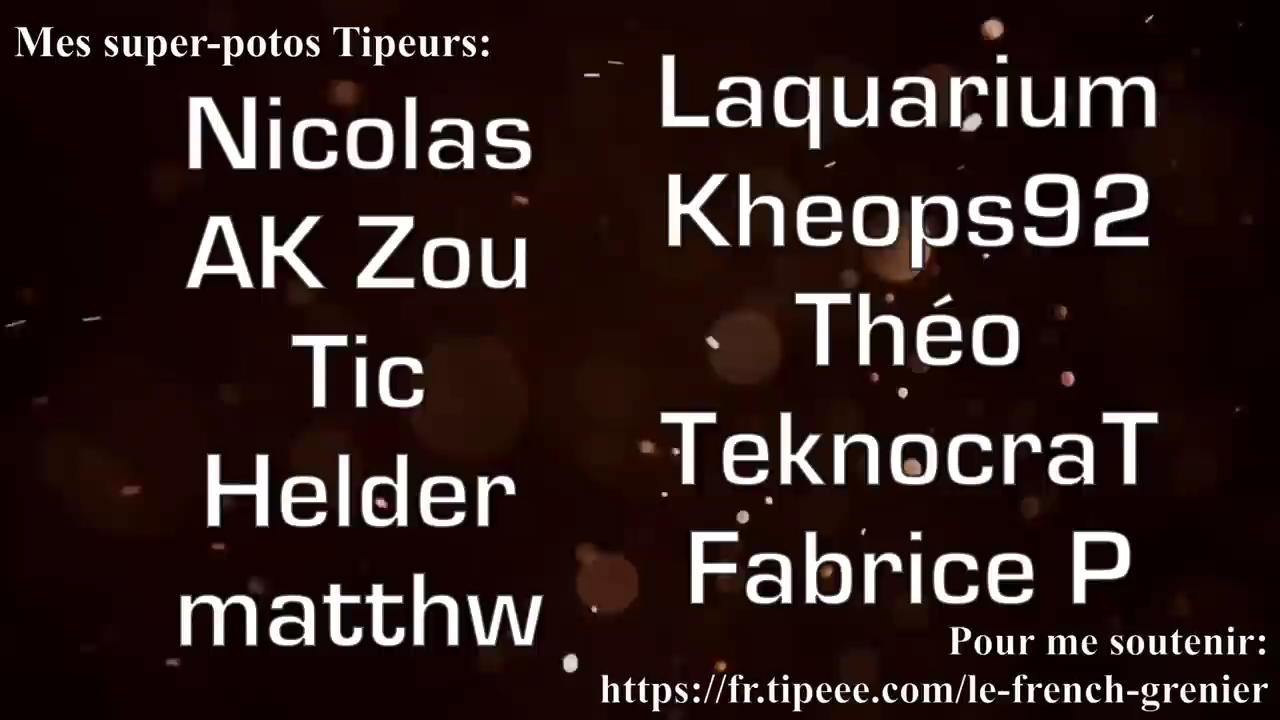 Mes super-potos Tipeurs:
Nicolas
AK Zou
Tic
Helder
matthw
Laquarium
Kheops92
Théo
TeknocraT
Fabrice P
Pour me soutenir:
https://fr.tipeee.com/le-french-grenier